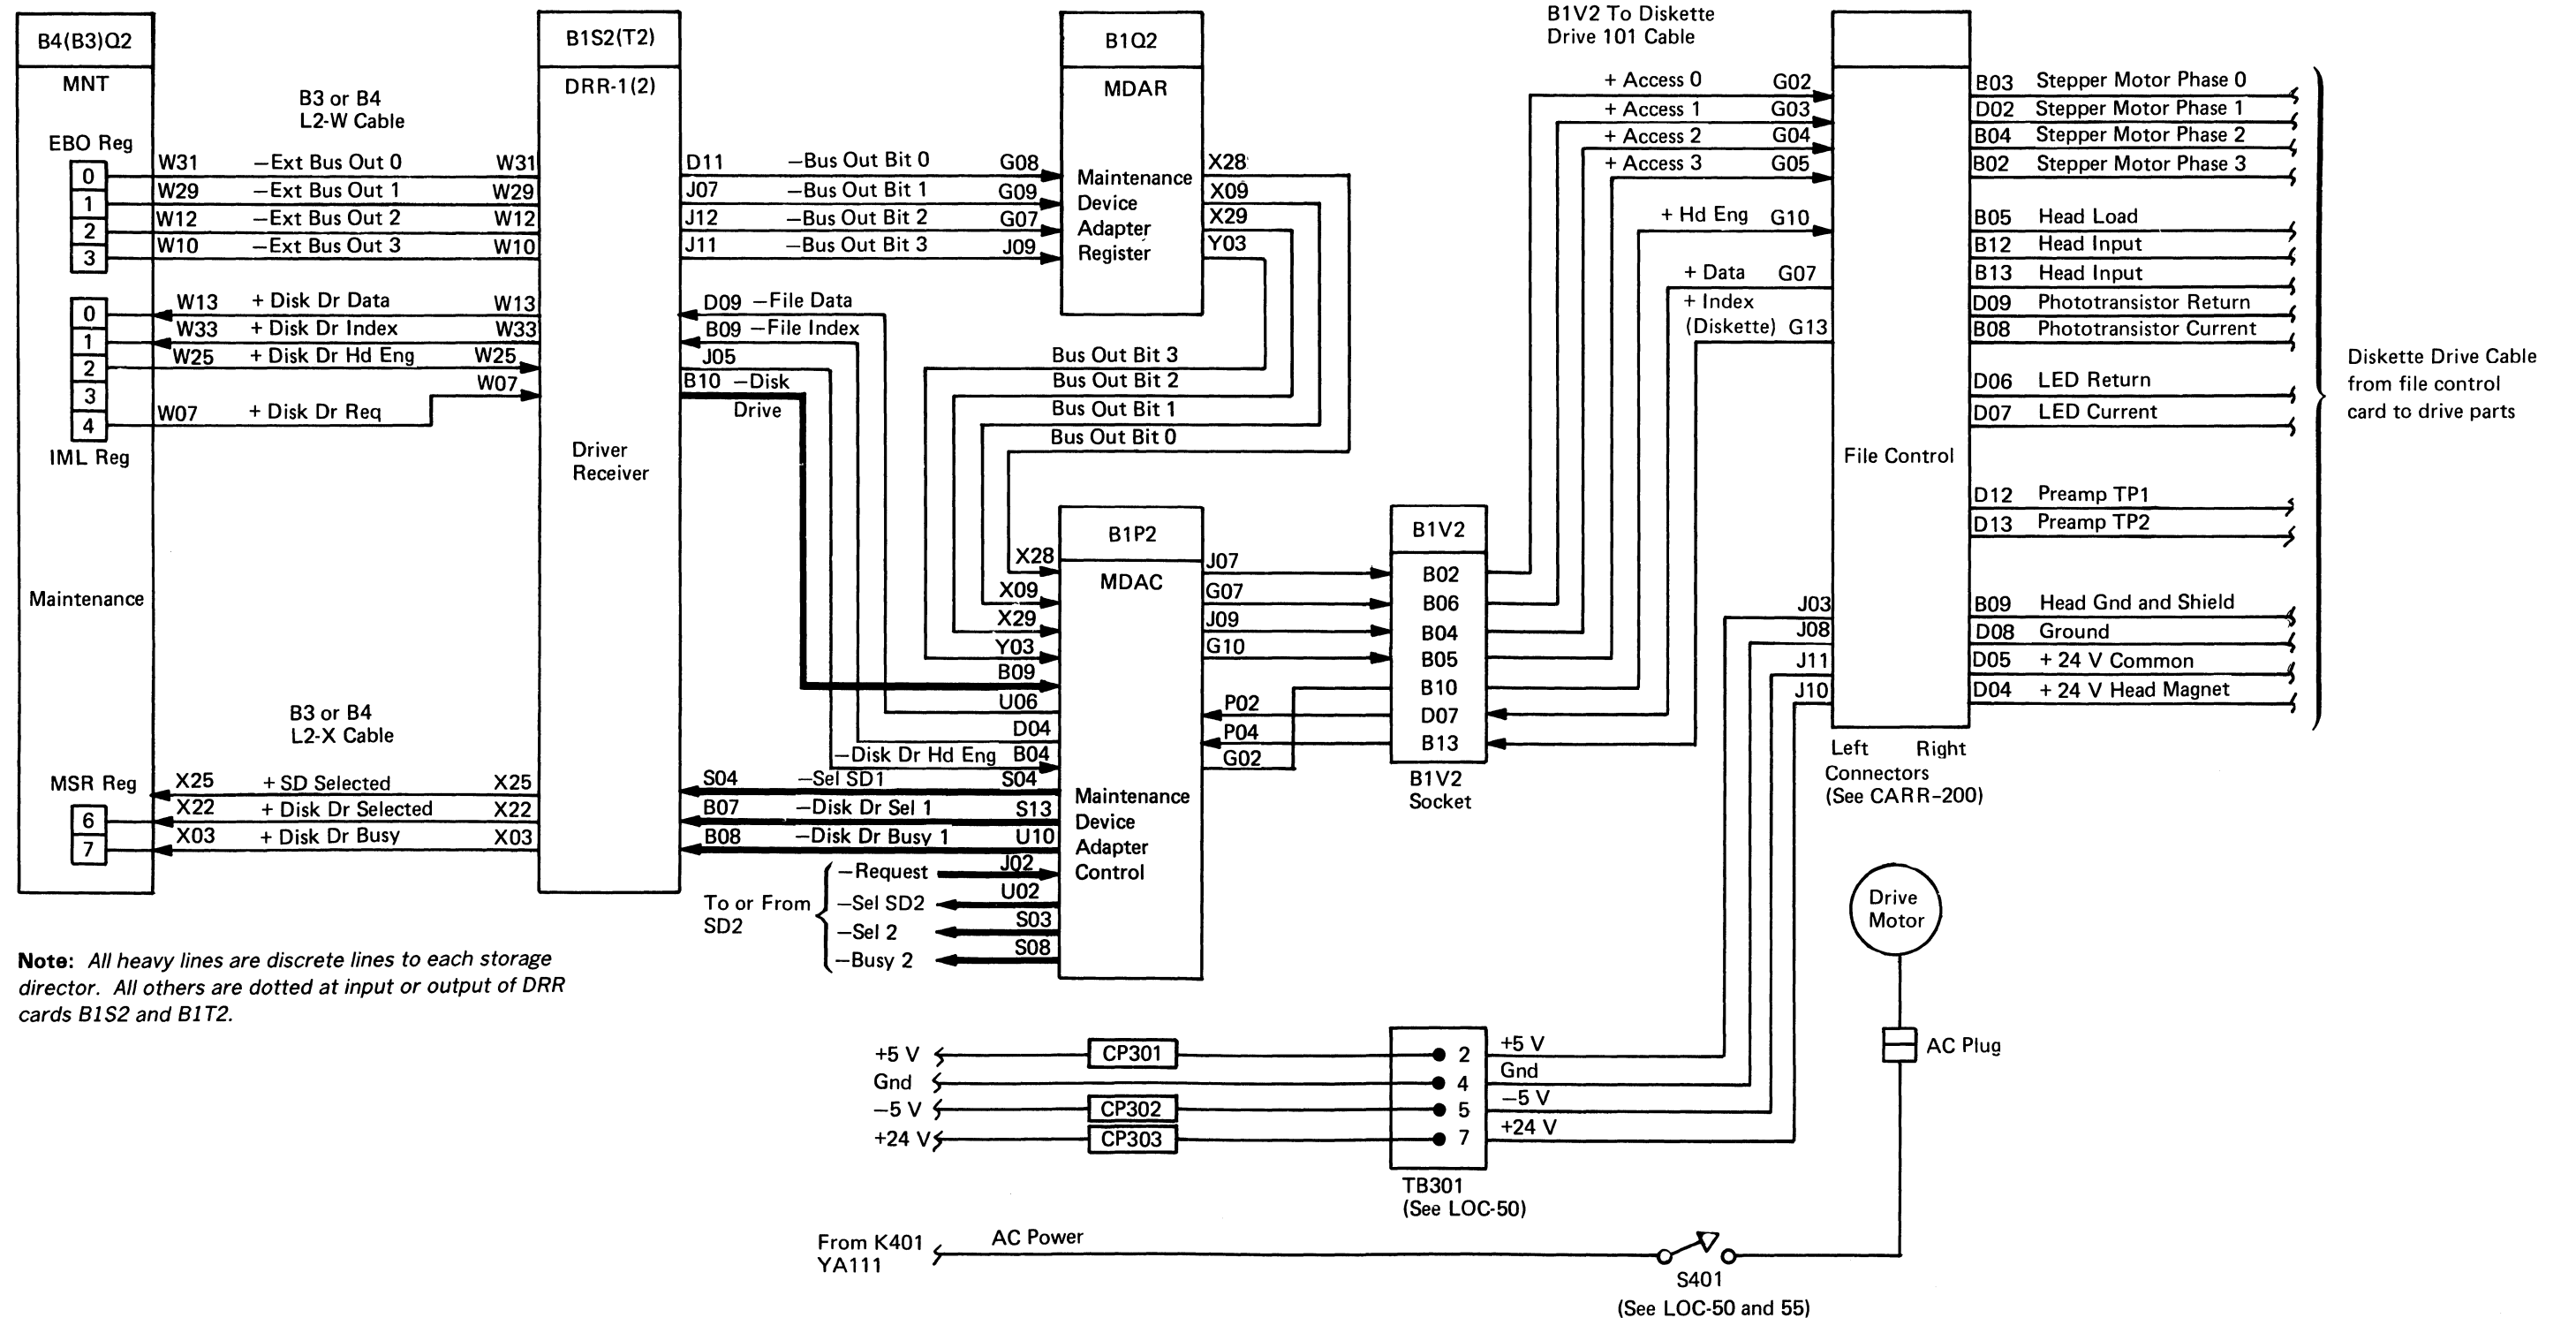 B4(B3)Q2
MNT
EBO Reg
0
1
2
3
0
1
2
3
4
IML Reg
Maintenance
MSR Reg
6
7
B3 or B4
L2-W Cable
W31 —Ext Bus Out 0 W31
W29 —Ext Bus Out 1 W29
W12 —Ext Bus Out 2 W12
W10 —Ext Bus Out 3 W10
W13 + Disk Dr Data W13
W33 + Disk Dr Index W33
W25 + Disk Dr Hd Eng W25
W07
W07 + Disk Dr Req
B3 or B4
L2-X Cable
X25 + SD Selected X25
X22 + Disk Dr Selected X22
X03 + Disk Dr Busy X03
B1S2(T2)
DRR-1(2)
Driver
Receiver
D11 —Bus Out Bit 0 G08
J07 —Bus Out Bit 1 G09
J12 —Bus Out Bit 2 G07
J11 —Bus Out Bit 3 J09
D09 —File Data
B09 —File Index
J05
B10 —Disk
Drive
B1Q2
MDAR
Maintenance
Device
Adapter
Register
X28
X09
X29
Y03
Bus Out Bit 3
Bus Out Bit 2
Bus Out Bit 1
Bus Out Bit 0
X28
X09
X29
Y03
B09
U06
D04
—Disk Dr Hd Eng B04
S04 —Sel SD1 S04
B07 —Disk Dr Sel 1 S13
B08 —Disk Dr Busy 1 U10
—Request J02
—Sel SD2 U02
—Sel 2 S03
—Busy 2 S08
To or From
SD2
B1P2
MDAC
Maintenance
Device
Adapter
Control
J07
G07
J09
G10
P02
P04
G02
B1V2
B02
B06
B04
B05
B10
D07
B13
B1V2
Socket
B1V2 To Diskette
Drive 101 Cable
+ Access 0 G02
+ Access 1 G03
+ Access 2 G04
+ Access 3 G05
+ Hd Eng G10
+ Data G07
+ Index
(Diskette) G13
J03
J08
J11
J10
File Control
Left Right
Connectors
(See CARR-200)
B03 Stepper Motor Phase 0
D02 Stepper Motor Phase 1
B04 Stepper Motor Phase 2
B02 Stepper Motor Phase 3
B05 Head Load
B12 Head Input
B13 Head Input
D09 Phototransistor Return
B08 Phototransistor Current
D06 LED Return
D07 LED Current
D12 Preamp TP1
D13 Preamp TP2
B09 Head Gnd and Shield
D08 Ground
D05 + 24 V Common
D04 + 24 V Head Magnet
Diskette Drive Cable
from file control
card to drive parts
Note: All heavy lines are discrete lines to each storage
director. All others are dotted at input or output of DRR
cards B1S2 and B1T2.
+5 V CP301 2 +5 V
Gnd 4 Gnd
—5 V CP302 5 —5 V
+24 V CP303 7 +24 V
TB301
(See LOC-50)
Drive
Motor
AC Plug
From K401
YA111
AC Power
S401
(See LOC-50 and 55)